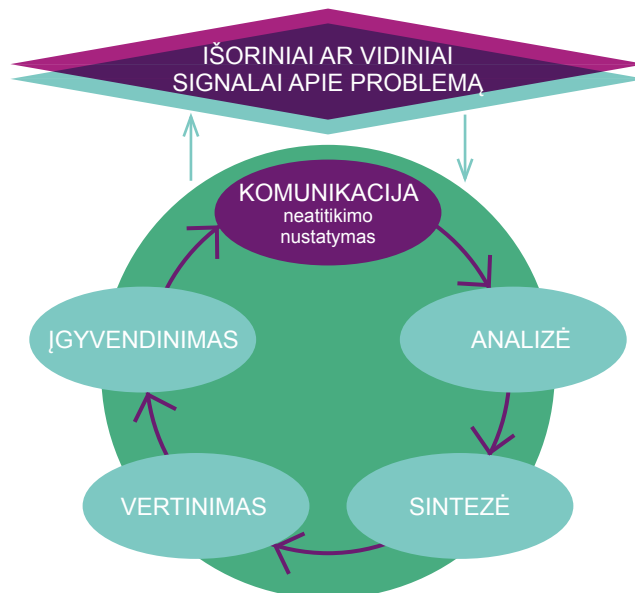 IŠORINIAI AR VIDINIAI
SIGNALAI APIE PROBLEMĄ
KOMUNIKACIJA
neatitikimo
nustatymas
ĮGYVENDINIMAS
ANALIZĖ
VERTINIMAS
SINTEZĖ